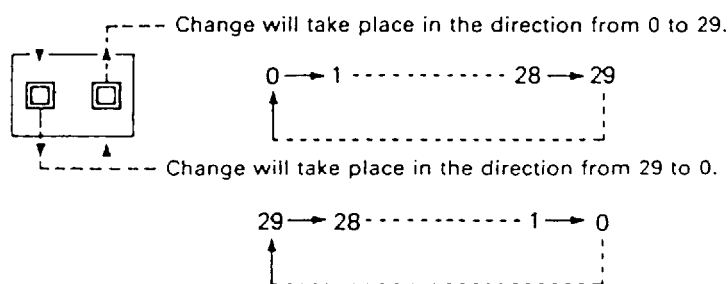 Change will take place in the direction from 0 to 29.
0 → 1 - - - - - - - - - - - 28 → 29
Change will take place in the direction from 29 to 0.
29 → 28 - - - - - - - - - - - 1 → 0